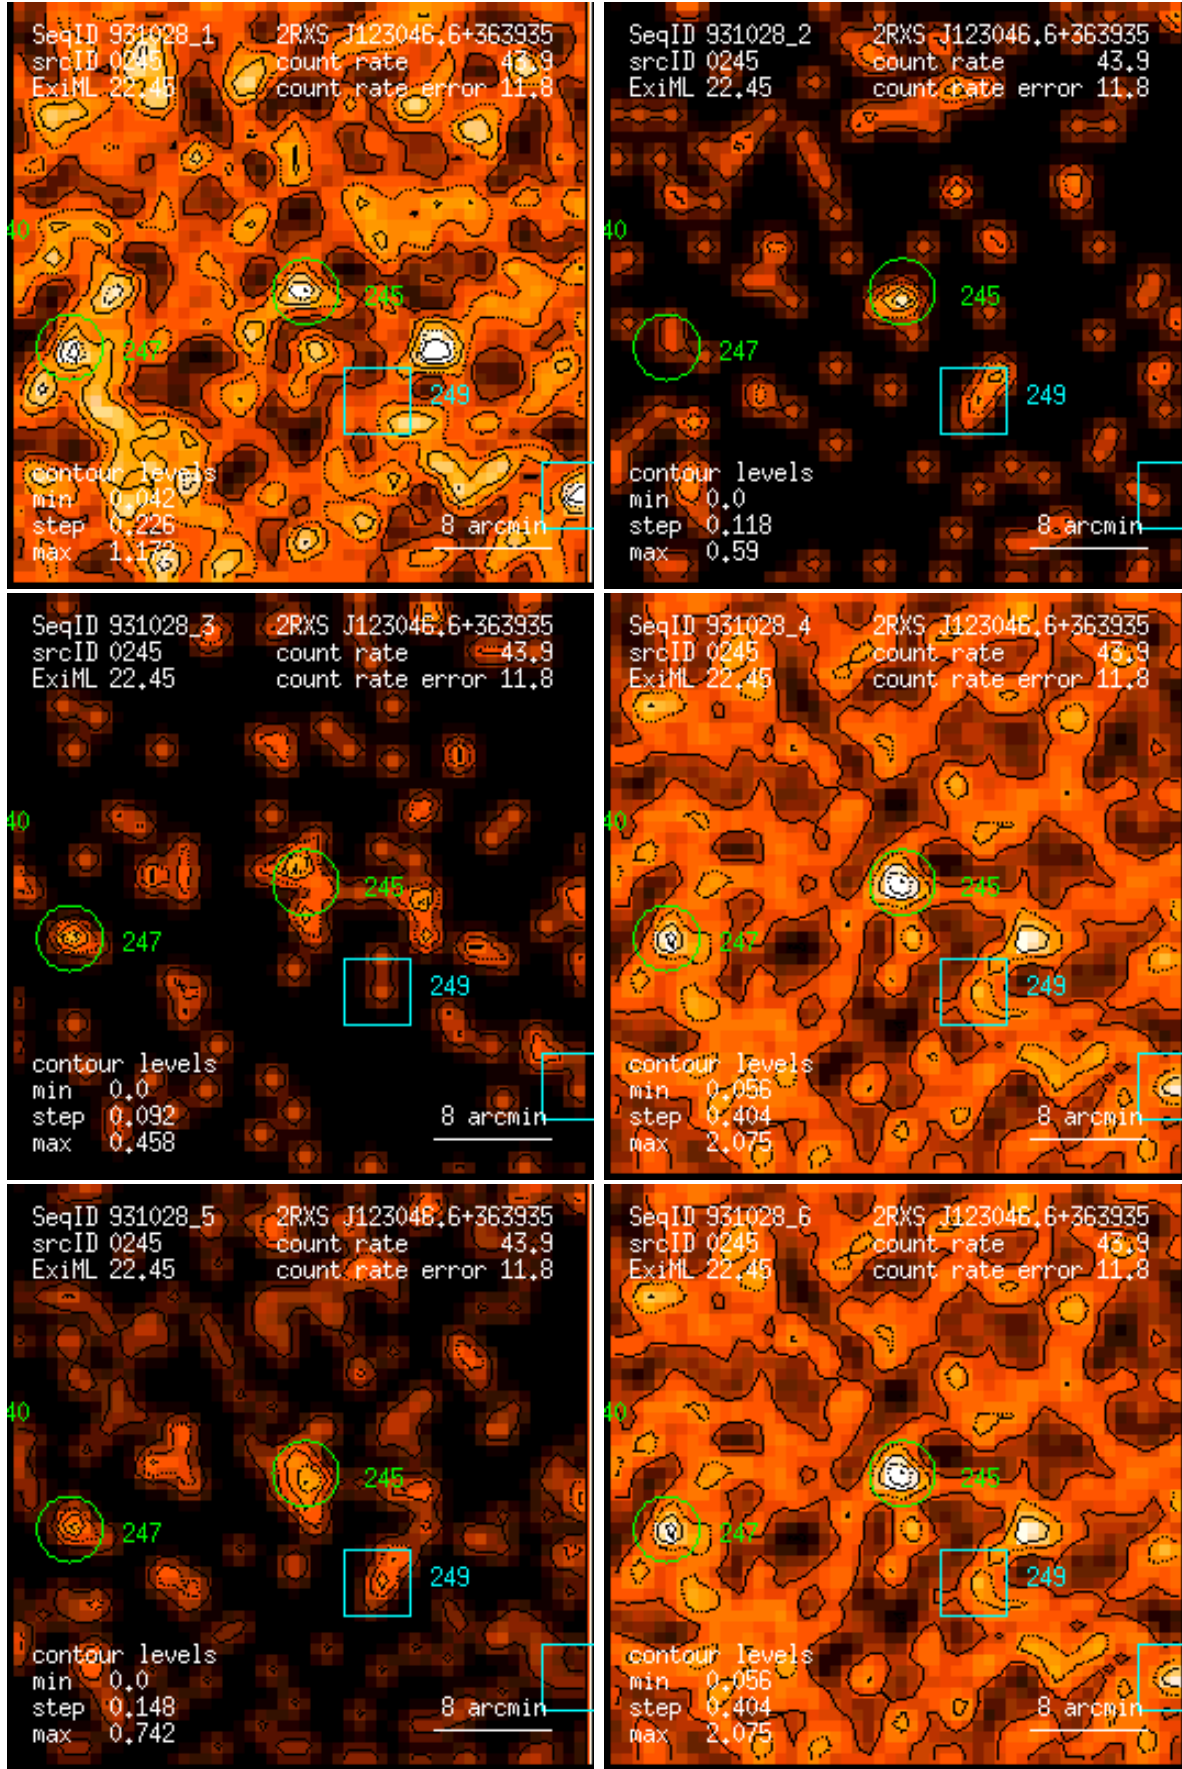 SeqID 931028_1 2RXS J123046.6+363935
srcID 0245 count rate 43.9
ExiML 22.45 count rate error 11.8
40
245
247
249
contour levels
min 0.042
step 0.226
max 1.172
8 arcmin
SeqID 931028_2 2RXS J123046.6+363935
srcID 0245 count rate 43.9
ExiML 22.45 count rate error 11.8
40
245
247
249
contour levels
min 0.0
step 0.118
max 0.59
8 arcmin
SeqID 931028_3 2RXS J123046.6+363935
srcID 0245 count rate 43.9
ExiML 22.45 count rate error 11.8
40
245
247
249
contour levels
min 0.0
step 0.092
max 0.458
8 arcmin
SeqID 931028_4 2RXS J123046.6+363935
srcID 0245 count rate 43.9
ExiML 22.45 count rate error 11.8
40
245
247
249
contour levels
min 0.056
step 0.404
max 2.075
8 arcmin
SeqID 931028_5 2RXS J123046.6+363935
srcID 0245 count rate 43.9
ExiML 22.45 count rate error 11.8
40
245
247
249
contour levels
min 0.0
step 0.148
max 0.742
8 arcmin
SeqID 931028_6 2RXS J123046.6+363935
srcID 0245 count rate 43.9
ExiML 22.45 count rate error 11.8
40
245
247
249
contour levels
min 0.056
step 0.404
max 2.075
8 arcmin